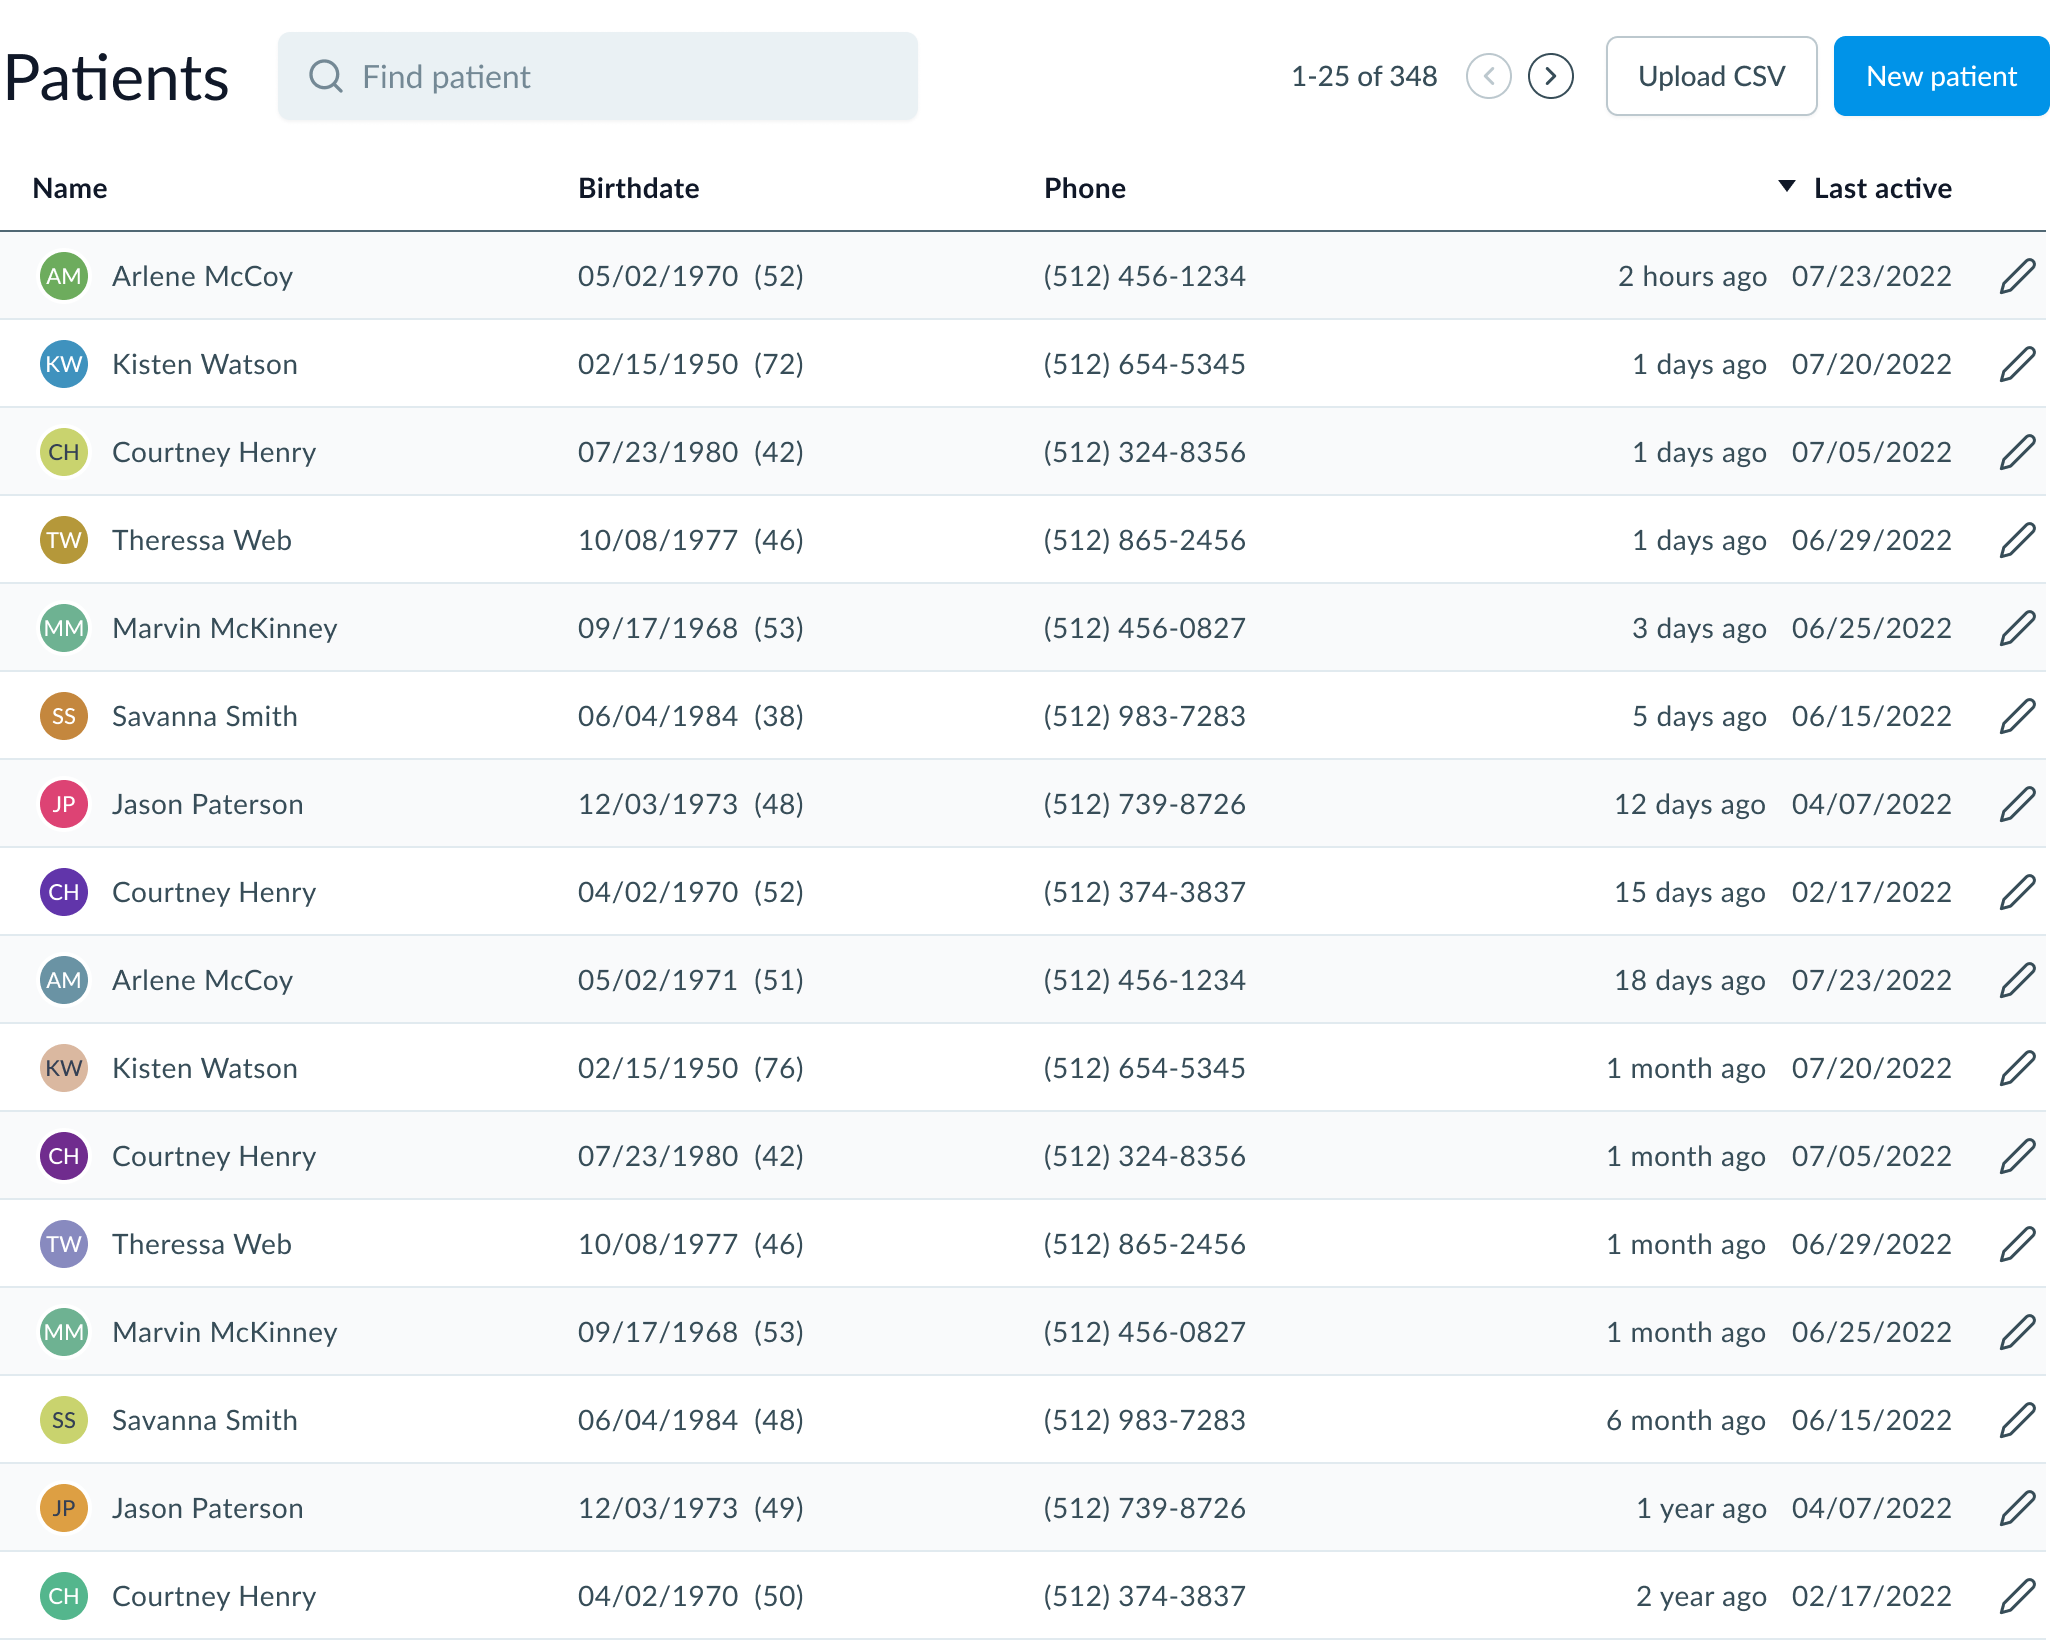 Patients Find patient 1-25 of 348 Upload CSV New patient
Name Birthdate Phone Last active
AM Arlene McCoy 05/02/1970 (52) (512) 456-1234 2 hours ago 07/23/2022
KW Kisten Watson 02/15/1950 (72) (512) 654-5345 1 days ago 07/20/2022
CH Courtney Henry 07/23/1980 (42) (512) 324-8356 1 days ago 07/05/2022
TW Theressa Web 10/08/1977 (46) (512) 865-2456 1 days ago 06/29/2022
MM Marvin McKinney 09/17/1968 (53) (512) 456-0827 3 days ago 06/25/2022
SS Savanna Smith 06/04/1984 (38) (512) 983-7283 5 days ago 06/15/2022
JP Jason Paterson 12/03/1973 (48) (512) 739-8726 12 days ago 04/07/2022
CH Courtney Henry 04/02/1970 (52) (512) 374-3837 15 days ago 02/17/2022
AM Arlene McCoy 05/02/1971 (51) (512) 456-1234 18 days ago 07/23/2022
KW Kisten Watson 02/15/1950 (76) (512) 654-5345 1 month ago 07/20/2022
CH Courtney Henry 07/23/1980 (42) (512) 324-8356 1 month ago 07/05/2022
TW Theressa Web 10/08/1977 (46) (512) 865-2456 1 month ago 06/29/2022
MM Marvin McKinney 09/17/1968 (53) (512) 456-0827 1 month ago 06/25/2022
SS Savanna Smith 06/04/1984 (48) (512) 983-7283 6 month ago 06/15/2022
JP Jason Paterson 12/03/1973 (49) (512) 739-8726 1 year ago 04/07/2022
CH Courtney Henry 04/02/1970 (50) (512) 374-3837 2 year ago 02/17/2022